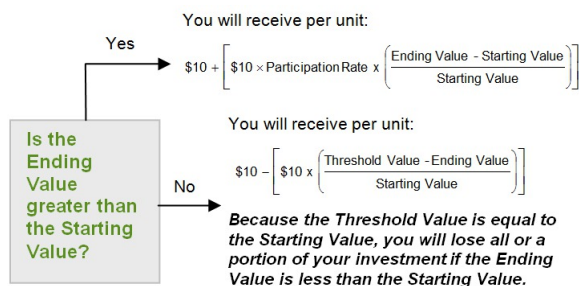 You will receive per unit:
Yes
$10 + [ $10 × Participation Rate x ( Ending Value - Starting Value / Starting Value ) ]
Is the
Ending
Value
greater than
the Starting
Value?
You will receive per unit:
No
$10 − [ $10 x ( Threshold Value - Ending Value / Starting Value ) ]
Because the Threshold Value is equal to
the Starting Value, you will lose all or a
portion of your investment if the Ending
Value is less than the Starting Value.